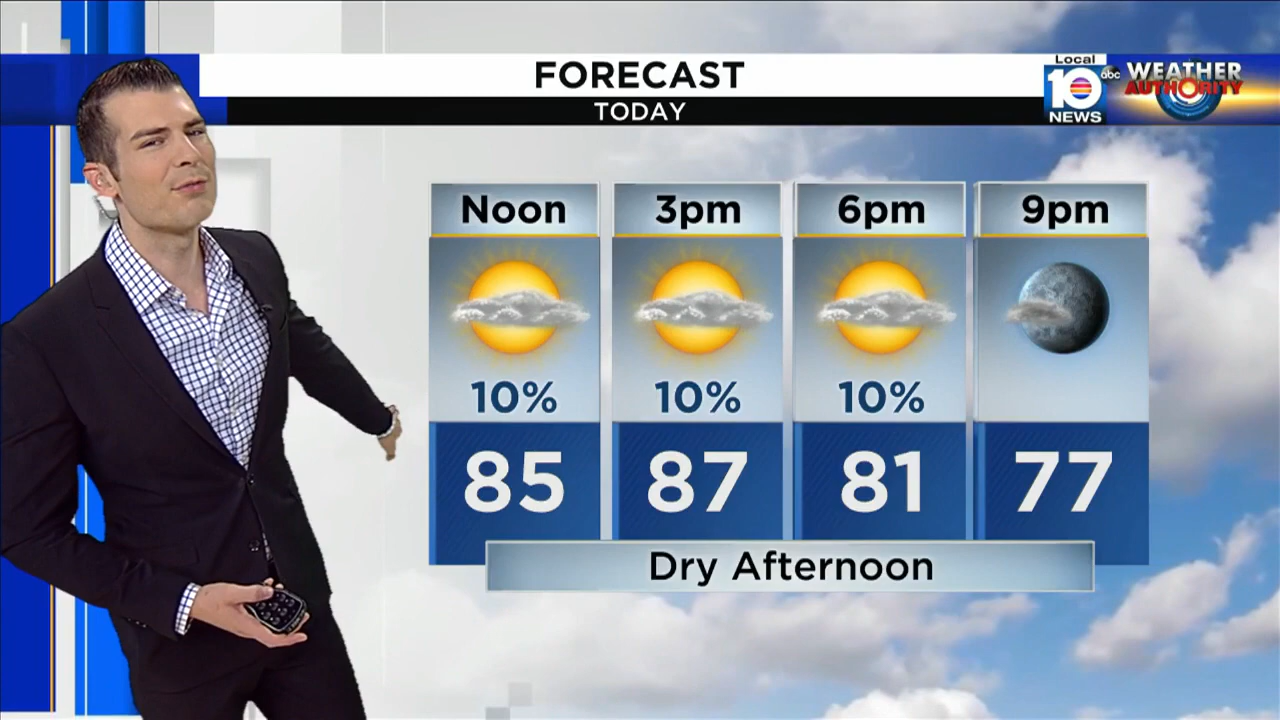 FORECAST
TODAY
Local
10
abc
NEWS
WEATHER
AUTHORITY
Noon
3pm
6pm
9pm
10%
10%
10%
85
87
81
77
Dry Afternoon